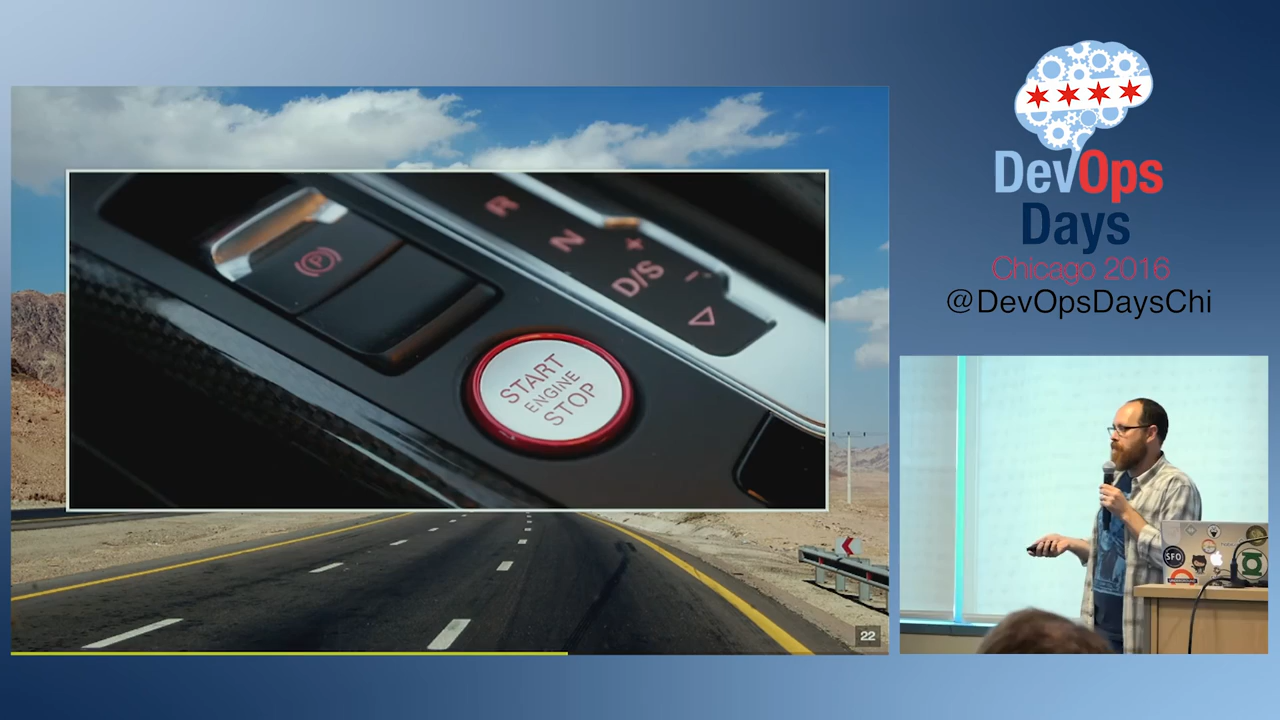 R
N
+
D/S
-
(P)
START
ENGINE
STOP
22
DevOps
Days
Chicago 2016
@DevOpsDaysChi
SFO